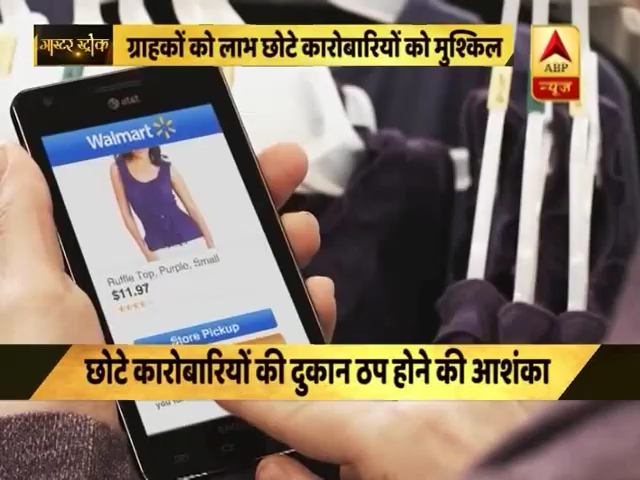 मास्टर स्ट्रोक
ग्राहकों को लाभ छोटे कारोबारियों को मुश्किल
ABP
न्यूज़
at&t
Walmart
Ruffle Top, Purple, Small
$11.97
Store Pickup
छोटे कारोबारियों की दुकान ठप होने की आशंका